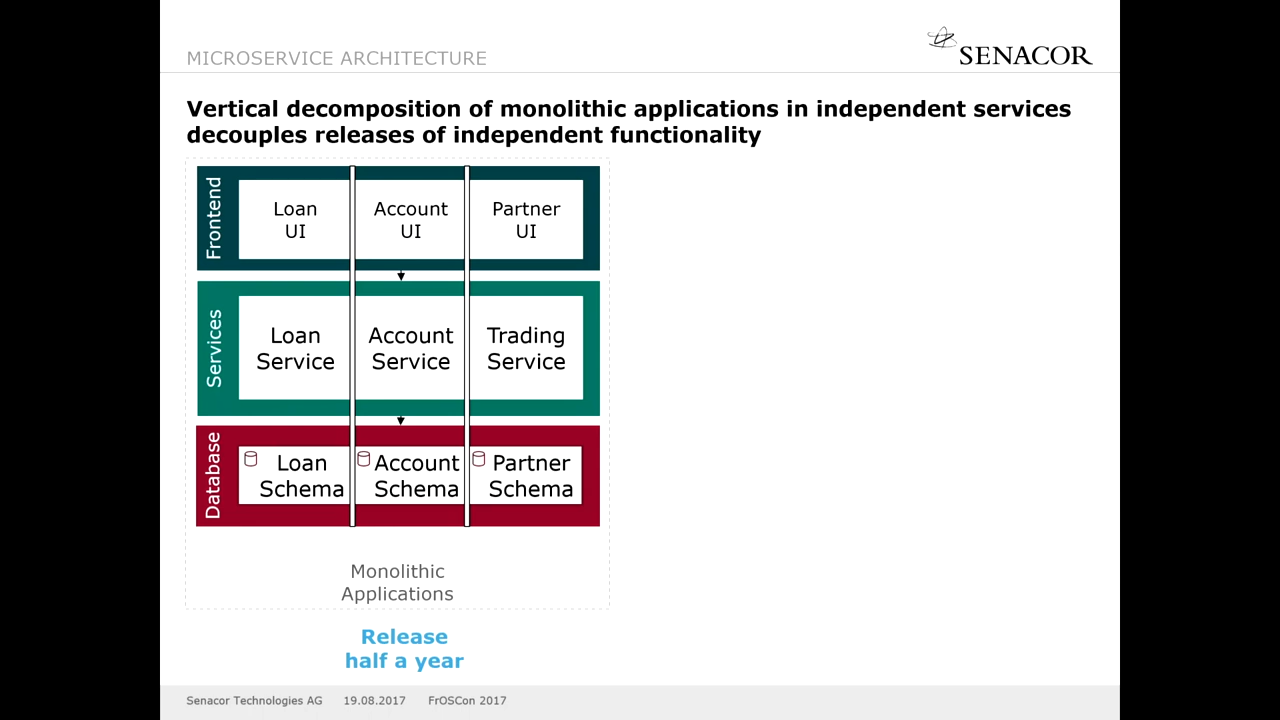 MICROSERVICE ARCHITECTURE
SENACOR
Vertical decomposition of monolithic applications in independent services
decouples releases of independent functionality
Frontend
Loan
UI
Account
UI
Partner
UI
Services
Loan
Service
Account
Service
Trading
Service
Database
Loan
Schema
Account
Schema
Partner
Schema
Monolithic
Applications
Release
half a year
Senacor Technologies AG 19.08.2017 FrOSCon 2017